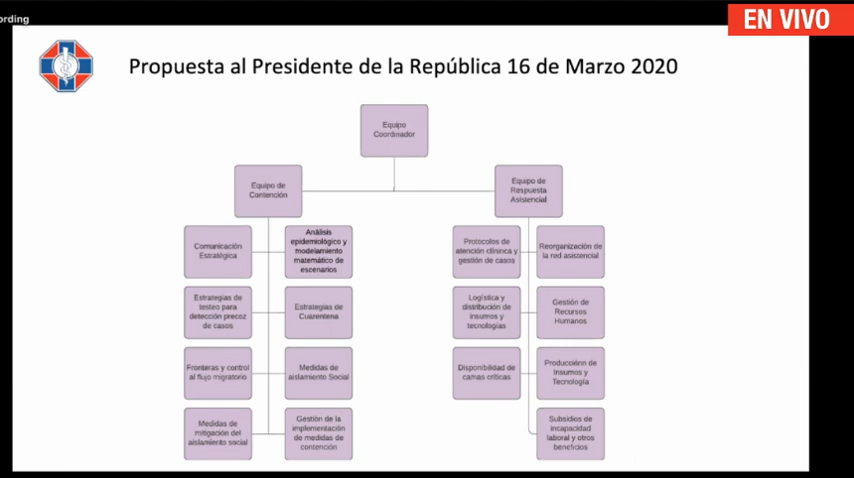 ording
EN VIVO
Propuesta al Presidente de la República 16 de Marzo 2020
Equipo
Coordinador
Equipo de
Contención
Equipo de
Respuesta
Asistencial
Comunicación
Estratégica
Análisis
epidemiológico y
modelamiento
matemático de
escenarios
Protocolos de
atención clíninca y
gestión de casos
Reorganización de
la red asistencial
Estrategias de
testeo para
detección precoz
de casos
Estrategias de
Cuarentena
Logística y
distribución de
insumos y
tecnologías
Gestión de
Recursos
Humanos
Fronteras y control
al flujo migratorio
Medidas de
aislamiento Social
Disponibilidad de
camas críticas
Produccióñn de
Insumos y
Tecnología
Medidas de
mitigación del
aislamiento social
Gestión de la
implementación
de medidas de
contención
Subsidios de
incapacidad
laboral y otros
beneficios